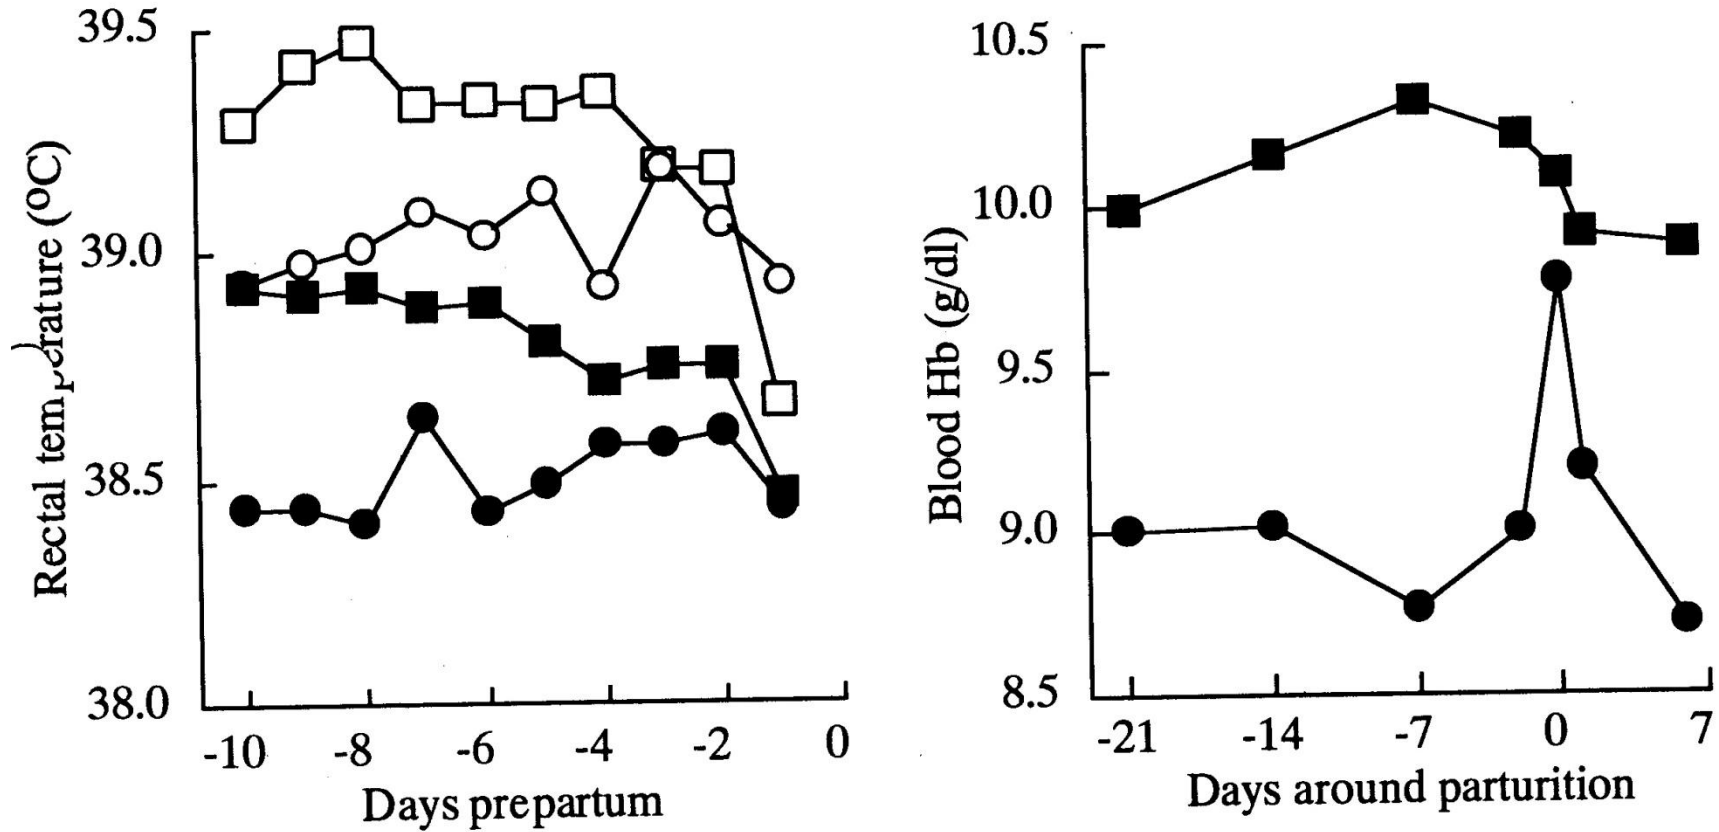 39.5
39.0
38.5
38.0
Rectal temperature (°C)
-10 -8 -6 -4 -2 0
Days prepartum
10.5
10.0
9.5
9.0
8.5
Blood Hb (g/dl)
-21 -14 -7 0 7
Days around parturition